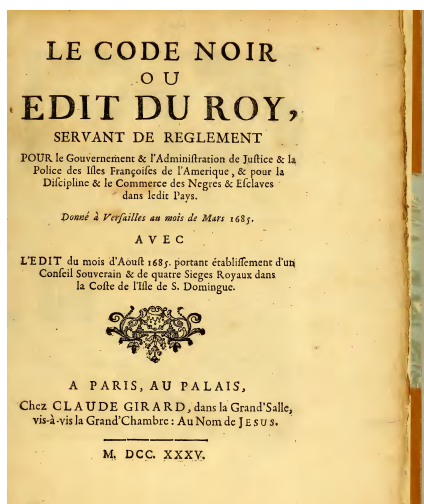 LE CODE NOIR
OU
EDIT DU ROY,
SERVANT DE REGLEMENT
POUR le Gouvernement & l'Adminiſtration de Juſtice & la
Police des Iſles Françoiſes de l'Amerique, & pour la
Diſcipline & le Commerce des Negres & Eſclaves
dans ledit Pays.
Donné à Verſailles au mois de Mars 1685.
AVEC
L'EDIT du mois d'Aouſt 1685. portant établiſſement d'un
Conſeil Souverain & de quatre Sieges Royaux dans
la Coſte de l'Iſle de S. Domingue.
A PARIS, AU PALAIS,
Chez CLAUDE GIRARD, dans la Grand'Salle,
vis-à-vis la Grand'Chambre : Au Nom de JESUS.
M. DCC. XXXV.